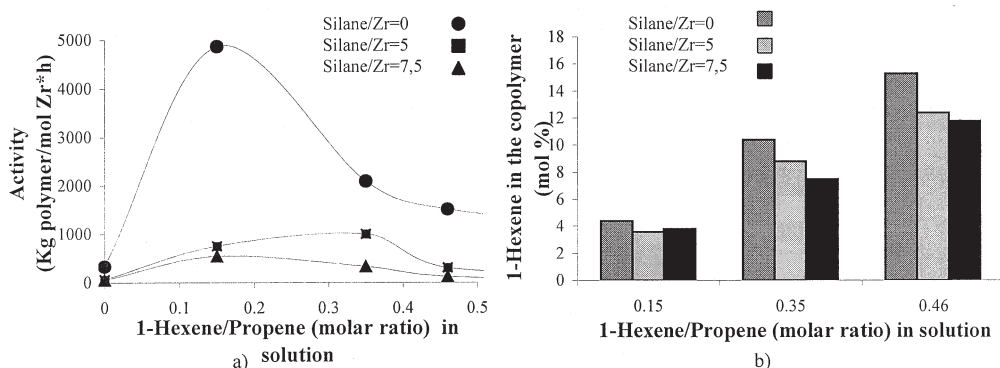 Silane/Zr=0
Silane/Zr=5
Silane/Zr=7,5
5000
4000
3000
2000
1000
0
Activity
(Kg polymer/mol Zr*h)
0
0.1
0.2
0.3
0.4
0.5
1-Hexene/Propene (molar ratio) in
solution
a)
Silane/Zr=0
Silane/Zr=5
Silane/Zr=7,5
18
16
14
12
10
8
6
4
2
0
1-Hexene in the copolymer
(mol %)
0.15
0.35
0.46
1-Hexene/Propene (molar ratio) in solution
b)